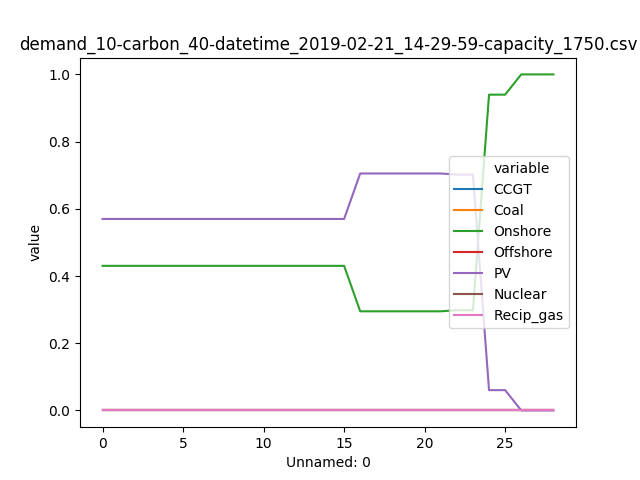 demand_10-carbon_40-datetime_2019-02-21_14-29-59-capacity_1750.csv
1.0
0.8
0.6
0.4
0.2
0.0
value
variable
CCGT
Coal
Onshore
Offshore
PV
Nuclear
Recip_gas
0 5 10 15 20 25
Unnamed: 0